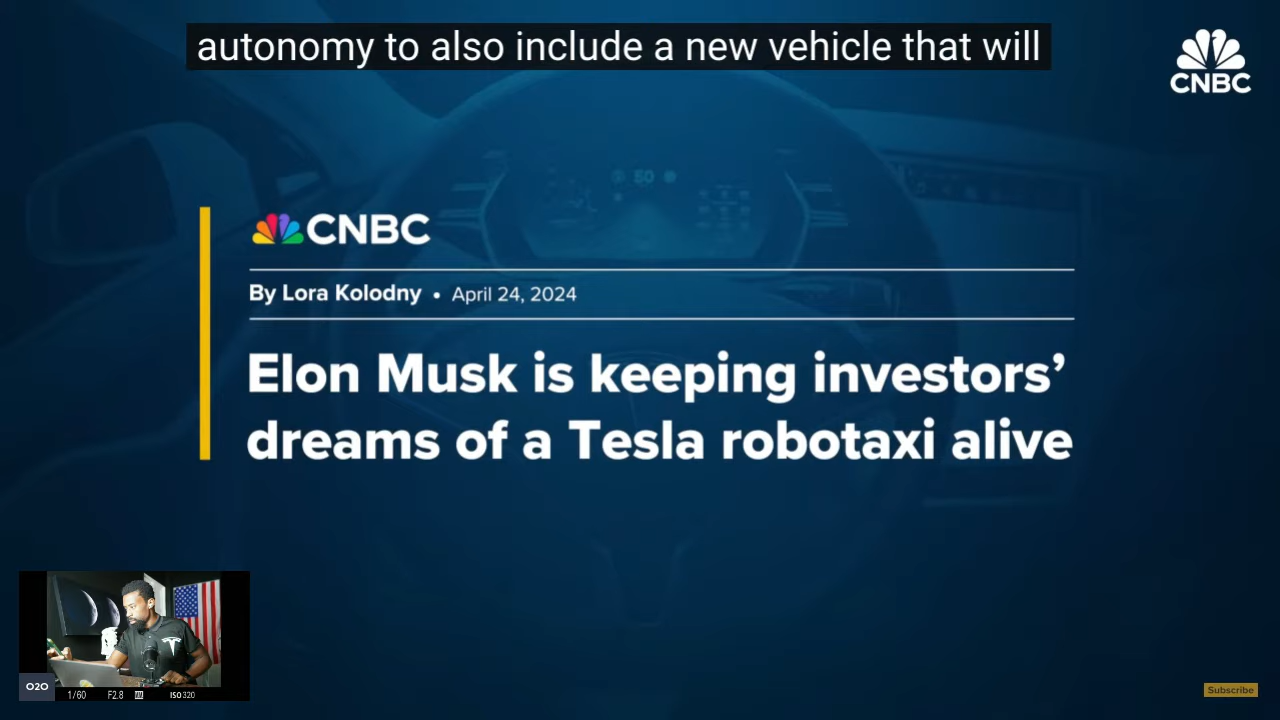 autonomy to also include a new vehicle that will
CNBC
CNBC
By Lora Kolodny • April 24, 2024
Elon Musk is keeping investors’
dreams of a Tesla robotaxi alive
50
O2O
1/60 F2.8 ISO 320
Subscribe